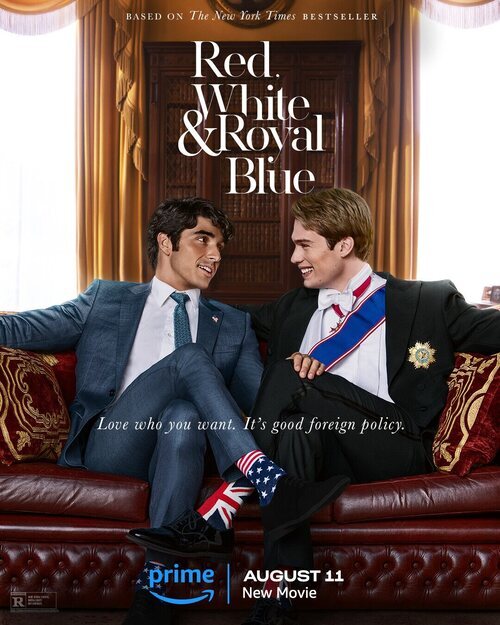 BASED ON The New York Times BESTSELLER
Red,
White
&Royal
Blue
Love who you want. It's good foreign policy.
prime
AUGUST 11
New Movie
R